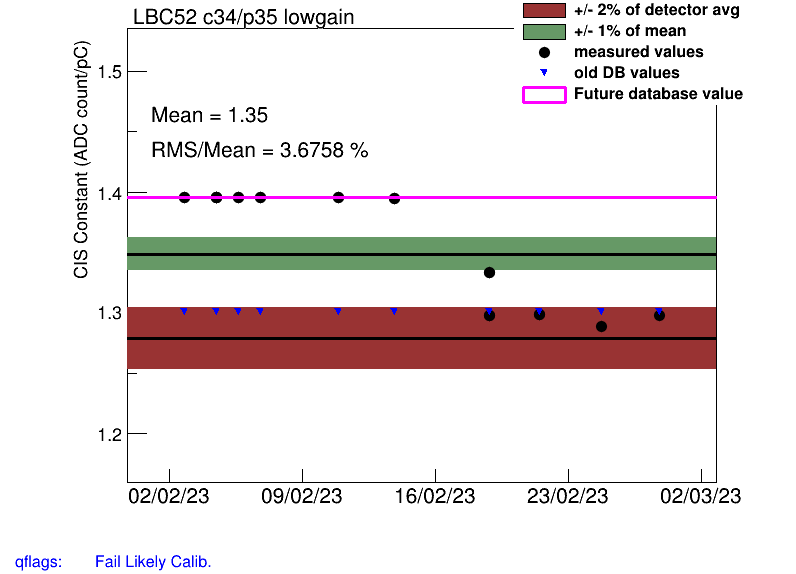 LBC52 c34/p35 lowgain
+/- 2% of detector avg
+/- 1% of mean
measured values
old DB values
Future database value
CIS Constant (ADC count/pC)
Mean = 1.35
RMS/Mean = 3.6758 %
1.5
1.4
1.3
1.2
02/02/23 09/02/23 16/02/23 23/02/23 02/03/23
qflags: Fail Likely Calib.